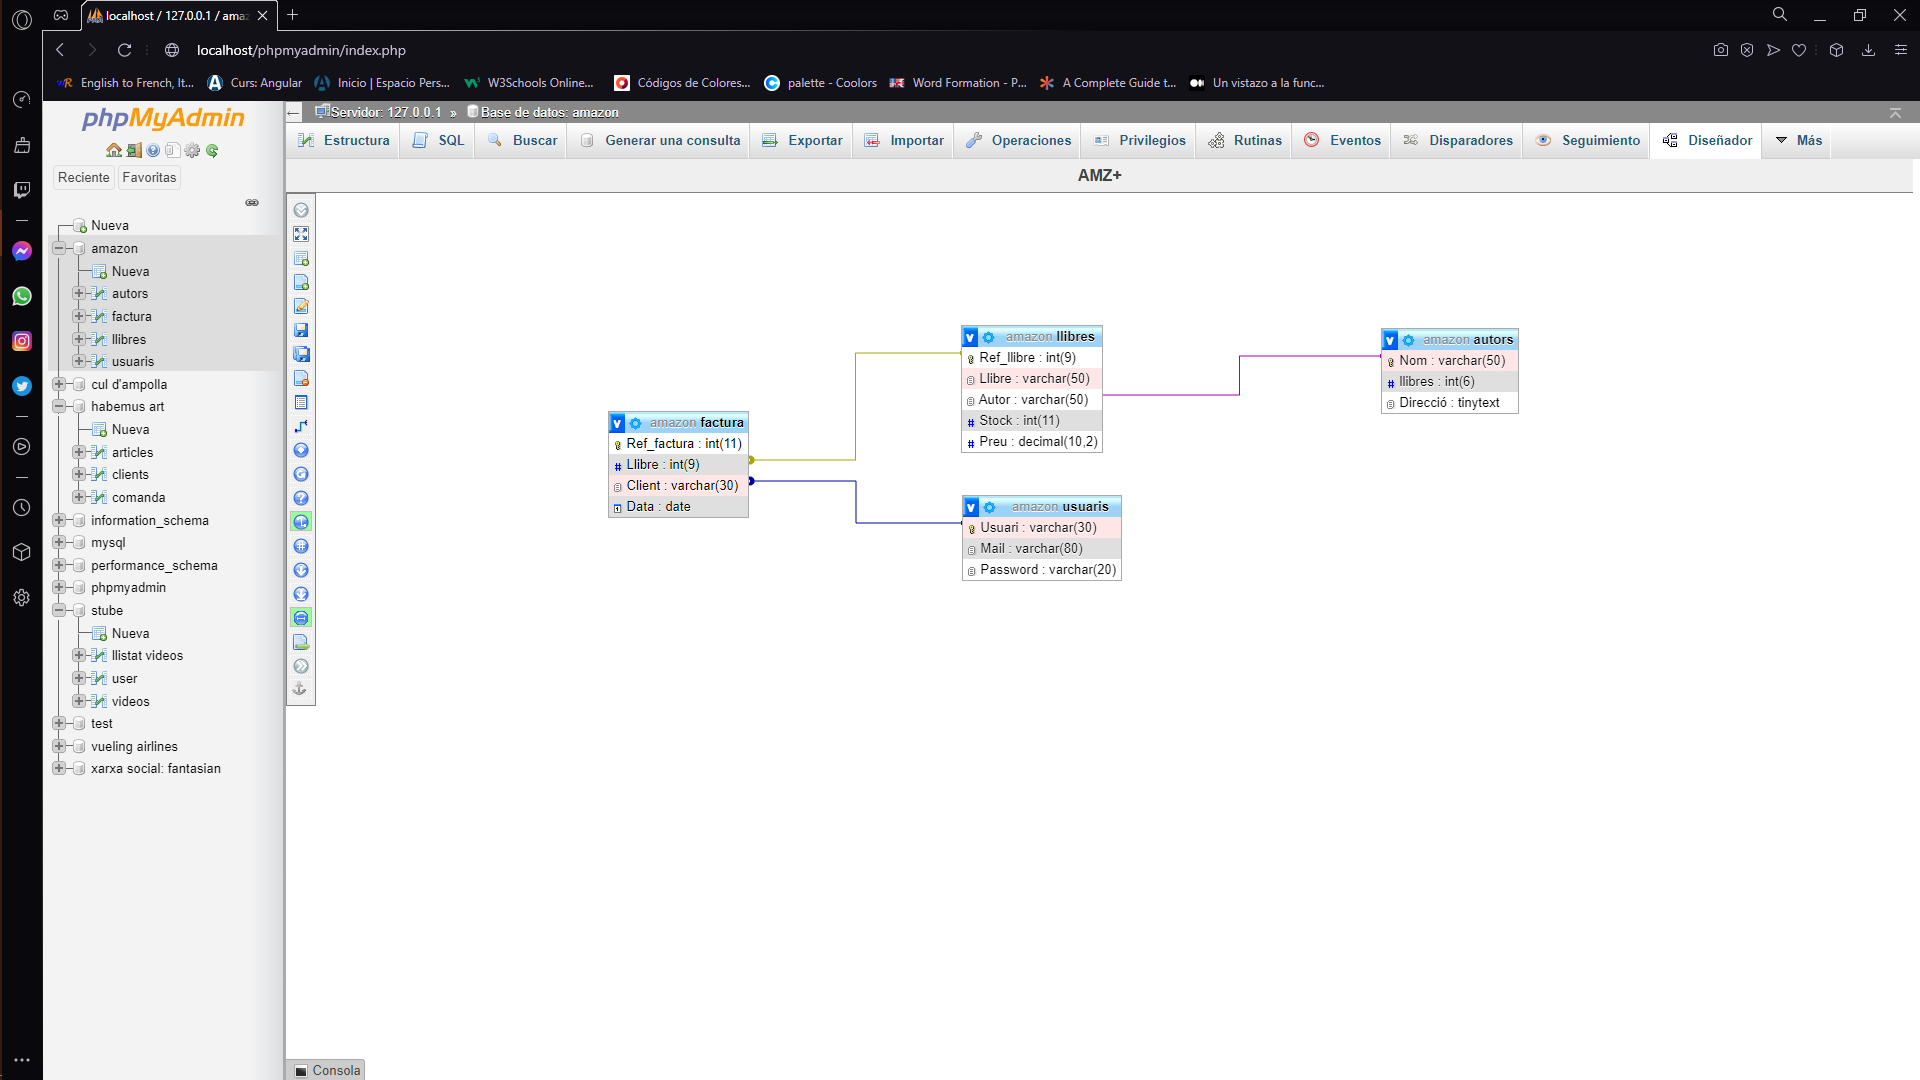 localhost / 127.0.0.1 / ama
localhost/phpmyadmin/index.php
English to French, It...
Curs: Angular
Inicio | Espacio Pers...
W3Schools Online...
Códigos de Colores...
palette - Coolors
Word Formation - P...
A Complete Guide t...
Un vistazo a la func...
phpMyAdmin
Reciente
Favoritas
Nueva
amazon
Nueva
autors
factura
llibres
usuaris
cul d'ampolla
habemus art
Nueva
articles
clients
comanda
information_schema
mysql
performance_schema
phpmyadmin
stube
Nueva
llistat videos
user
videos
test
vueling airlines
xarxa social: fantasian
Servidor: 127.0.0.1 » Base de datos: amazon
Estructura
SQL
Buscar
Generar una consulta
Exportar
Importar
Operaciones
Privilegios
Rutinas
Eventos
Disparadores
Seguimiento
Diseñador
Más
AMZ+
amazon factura
Ref_factura : int(11)
Llibre : int(9)
Client : varchar(30)
Data : date
amazon llibres
Ref_llibre : int(9)
Llibre : varchar(50)
Autor : varchar(50)
Stock : int(11)
Preu : decimal(10,2)
amazon usuaris
Usuari : varchar(30)
Mail : varchar(80)
Password : varchar(20)
amazon autors
Nom : varchar(50)
llibres : int(6)
Direcció : tinytext
Consola